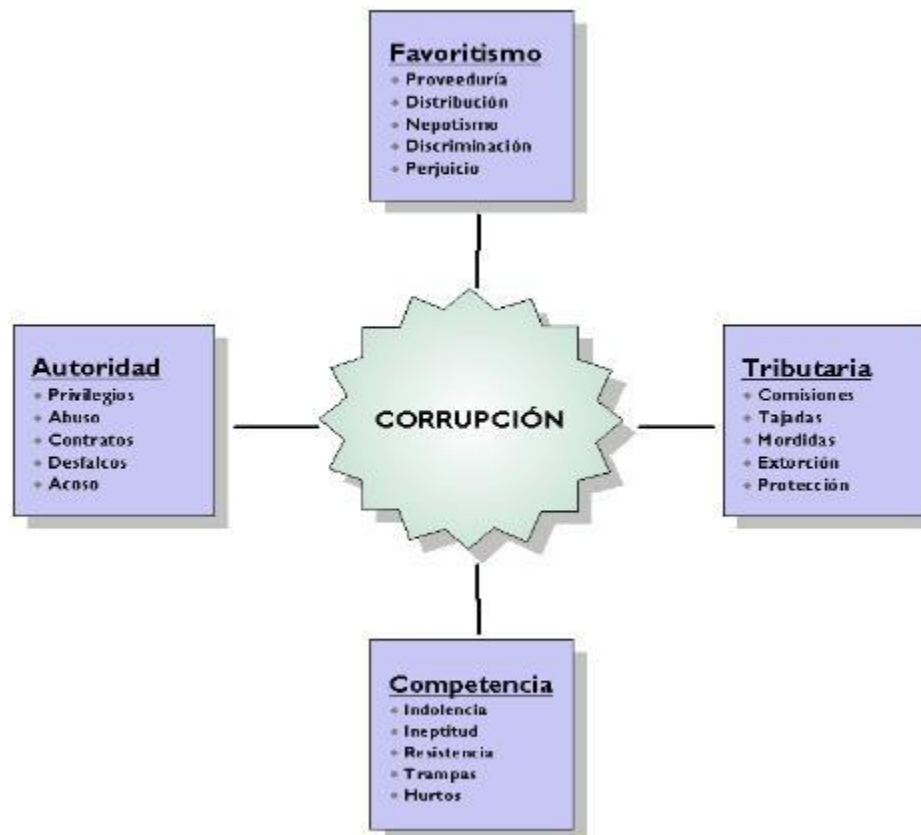 Favoritismo
Proveeduría
Distribución
Nepotismo
Discriminación
Perjuicio
Autoridad
Privilegios
Abuso
Contratos
Desfalcos
Acoso
CORRUPCIÓN
Tributaria
Comisiones
Tajadas
Mordidas
Extorción
Protección
Competencia
Indolencia
Ineptitud
Resistencia
Trampas
Hurtos